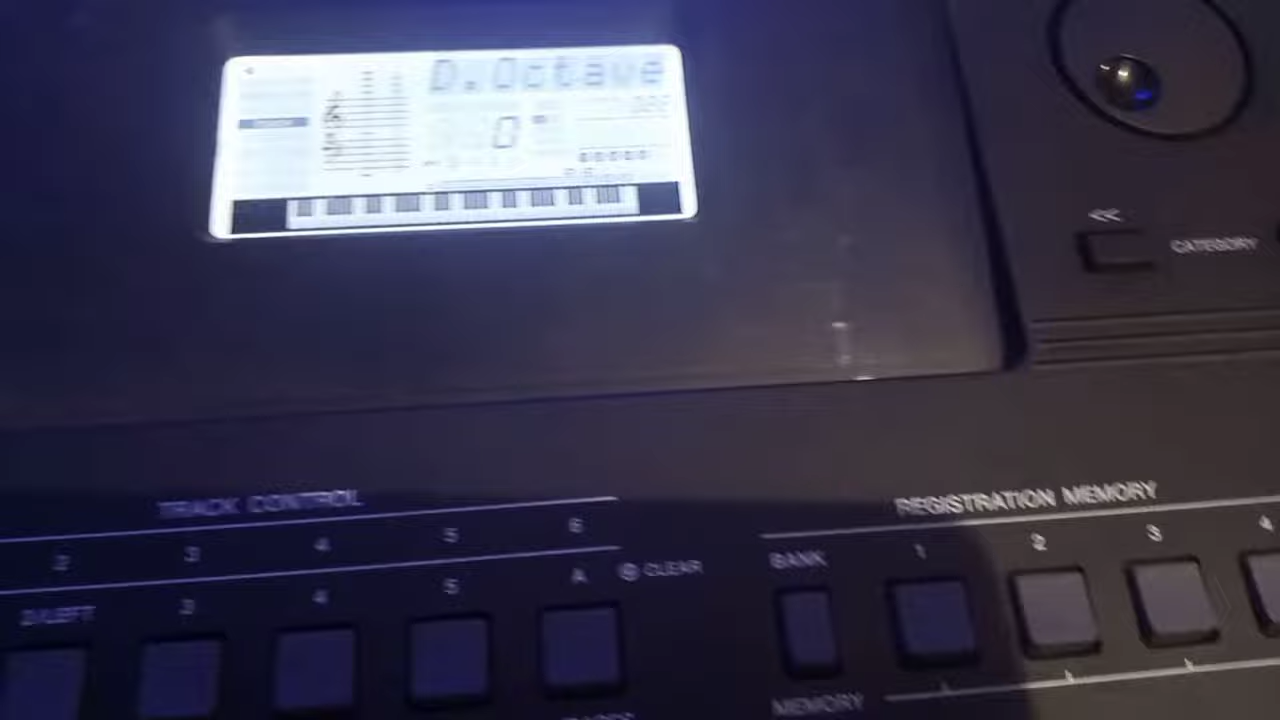 D.Octave
0
<<
CATEGORY
TRACK CONTROL
2 3 4 5 6
D/LEFT 3 4 5 A CLEAR
REGISTRATION MEMORY
BANK 1 2 3 4
MEMORY